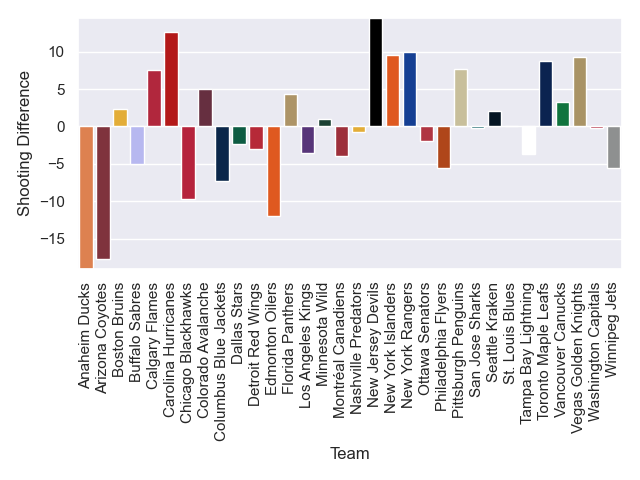 10
5
0
−5
−10
−15
Shooting Difference
Anaheim Ducks
Arizona Coyotes
Boston Bruins
Buffalo Sabres
Calgary Flames
Carolina Hurricanes
Chicago Blackhawks
Colorado Avalanche
Columbus Blue Jackets
Dallas Stars
Detroit Red Wings
Edmonton Oilers
Florida Panthers
Los Angeles Kings
Minnesota Wild
Montréal Canadiens
Nashville Predators
New Jersey Devils
New York Islanders
New York Rangers
Ottawa Senators
Philadelphia Flyers
Pittsburgh Penguins
San Jose Sharks
Seattle Kraken
St. Louis Blues
Tampa Bay Lightning
Toronto Maple Leafs
Vancouver Canucks
Vegas Golden Knights
Washington Capitals
Winnipeg Jets
Team